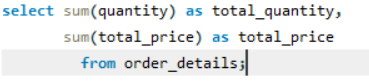 select sum(quantity) as total_quantity,
sum(total_price) as total_price
from order_details;